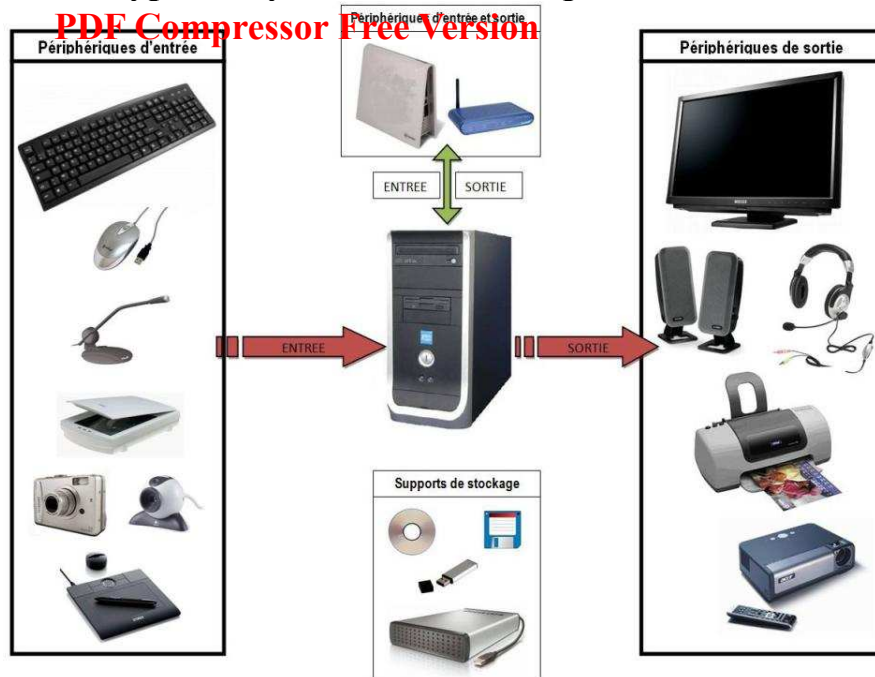 Périphériques d'entrée et sortie
PDF Compressor Free Version
Périphériques d'entrée
Périphériques de sortie
ENTREE
SORTIE
ENTREE
SORTIE
Supports de stockage